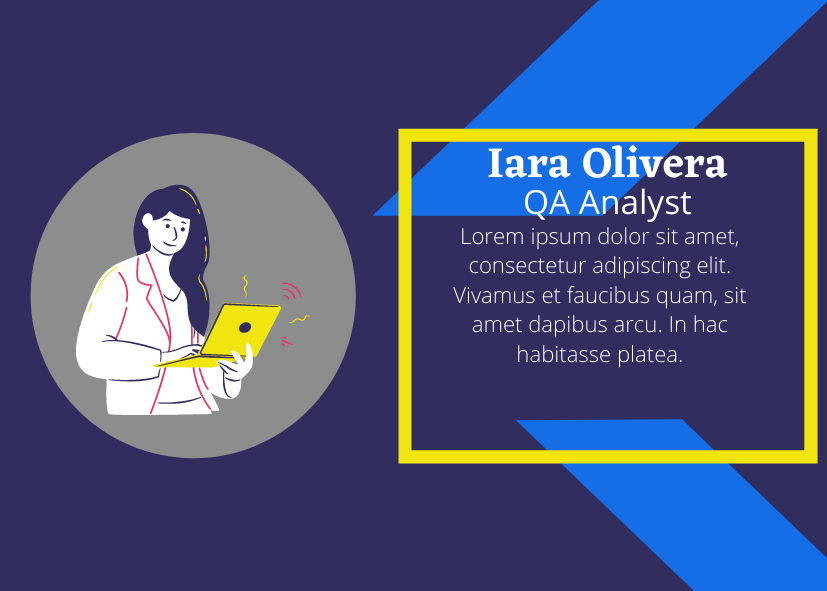 Iara Olivera
QA Analyst
Lorem ipsum dolor sit amet,
consectetur adipiscing elit.
Vivamus et faucibus quam, sit
amet dapibus arcu. In hac
habitasse platea.